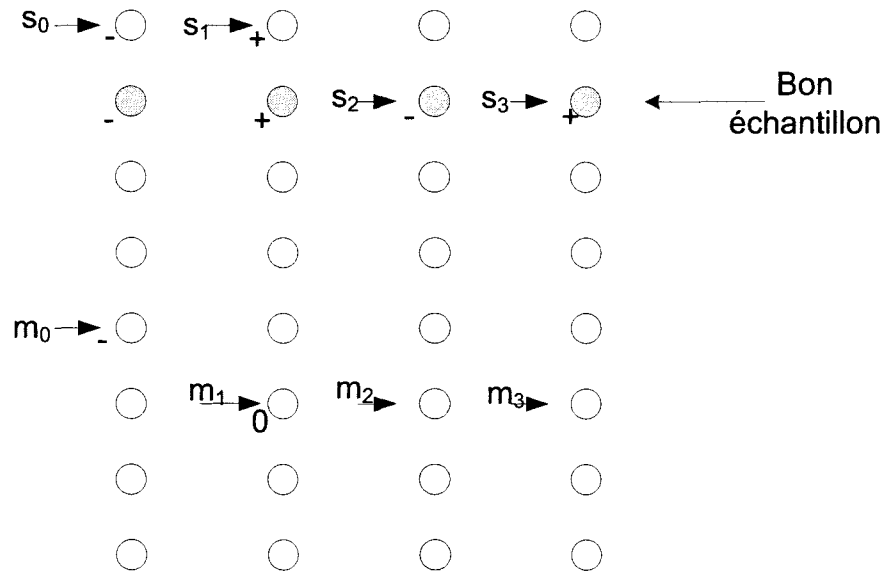 s0 - s1 +
- + s2 - s3 + Bon
échantillon
m0 -
m1 0 m2 m3